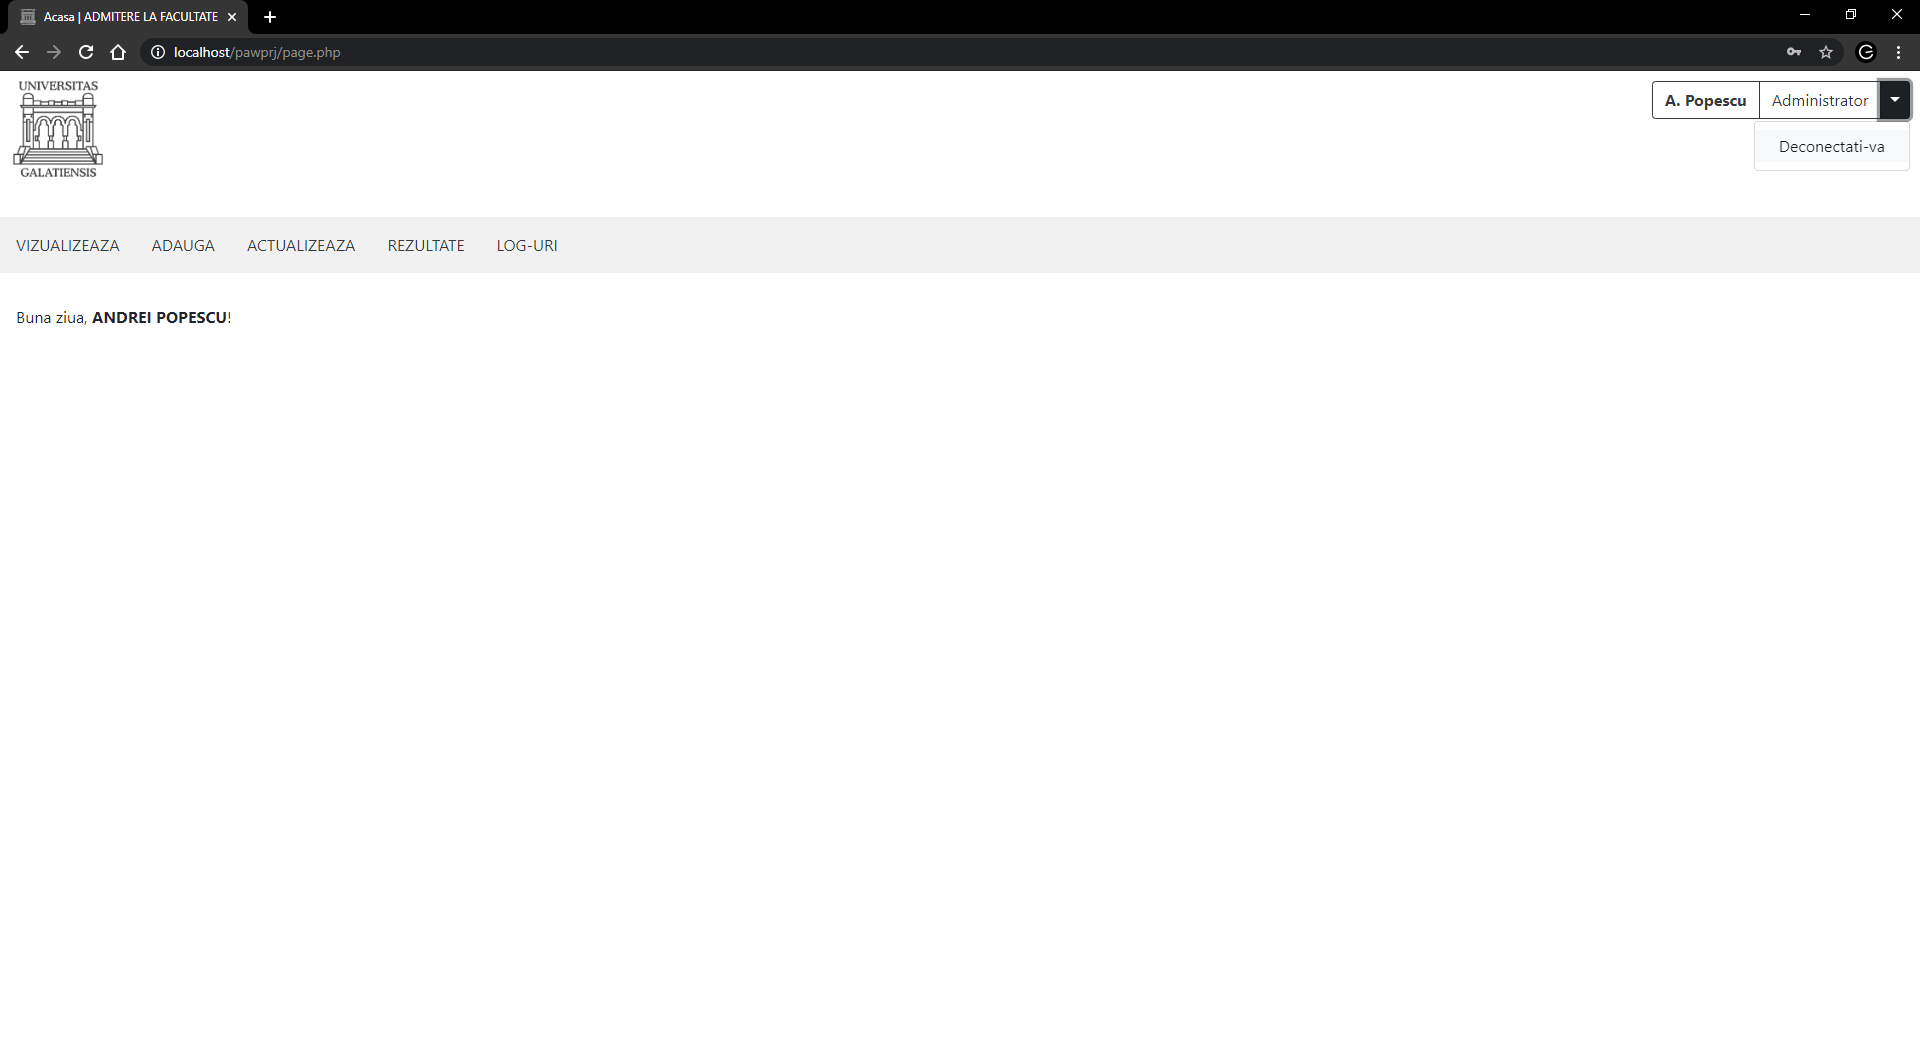 Acasa | ADMITERE LA FACULTATE
localhost/pawprj/page.php
UNIVERSITAS
GALATIENSIS
A. Popescu Administrator
Deconectati-va
VIZUALIZEAZA ADAUGA ACTUALIZEAZA REZULTATE LOG-URI
Buna ziua, ANDREI POPESCU!